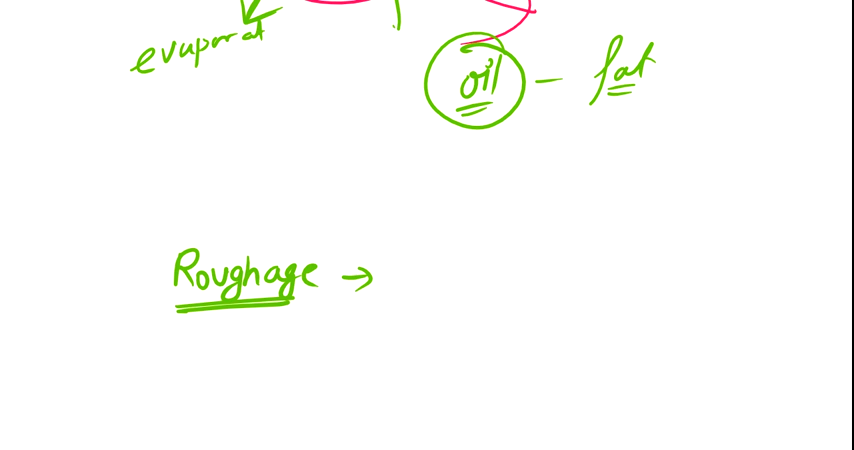 evaporat
oil - fat
Roughage →